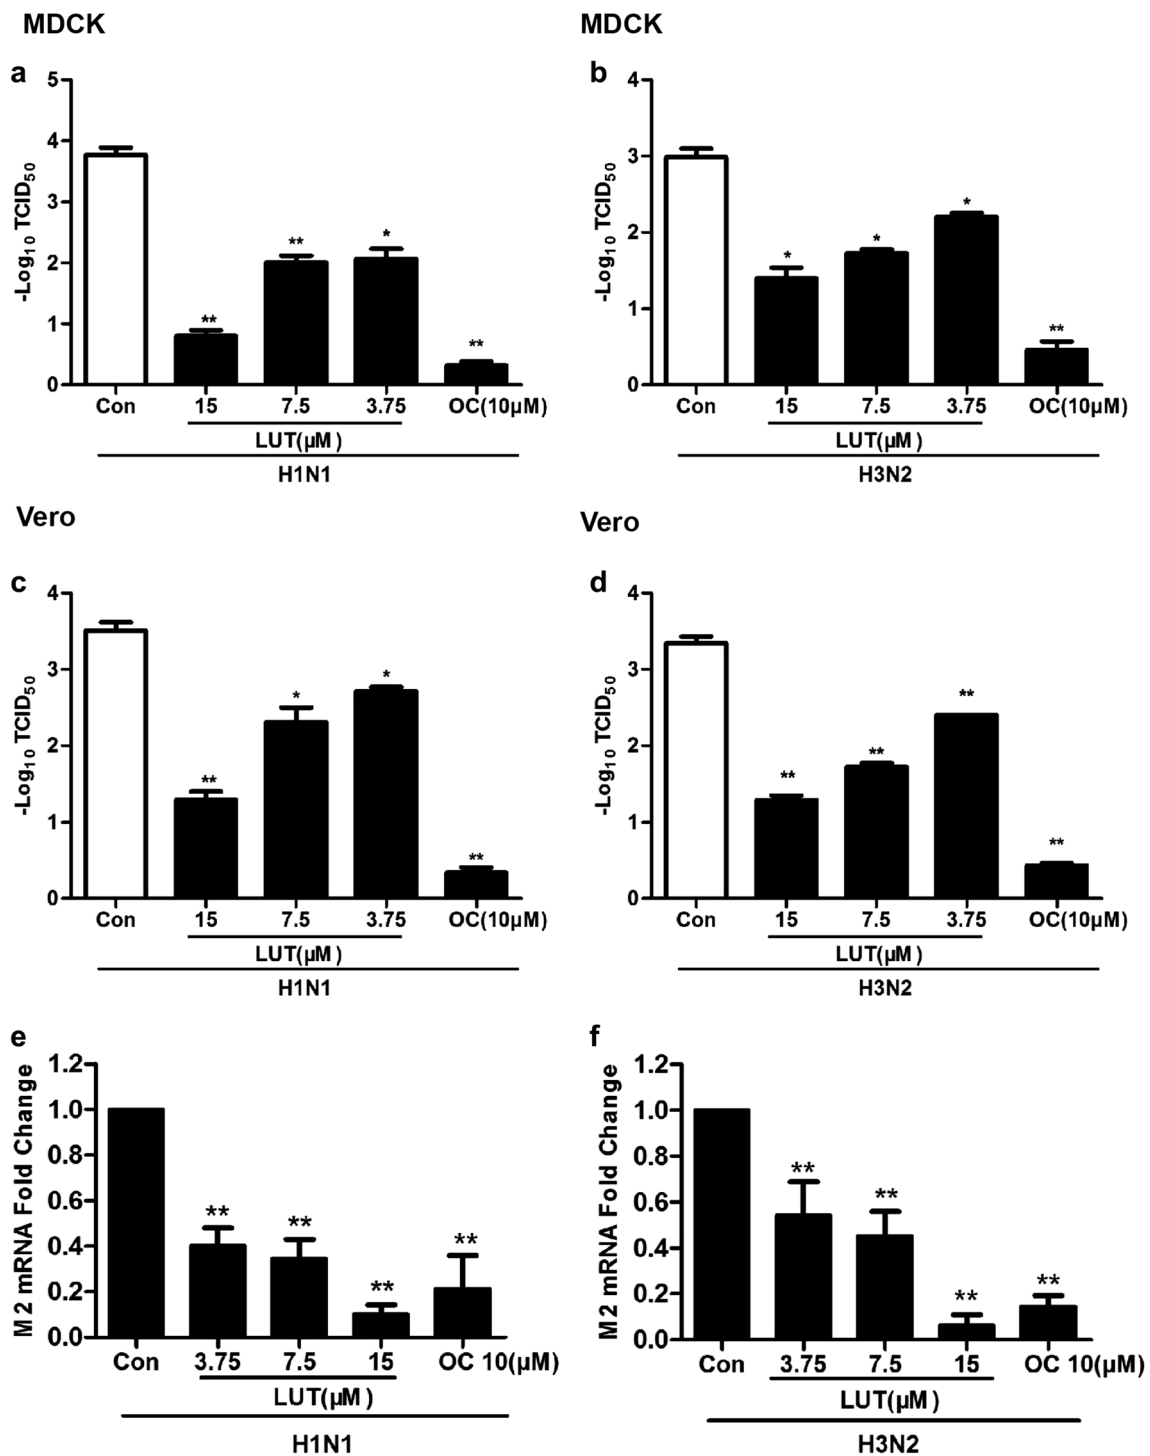 MDCK
a
-Log10 TCID50
5
4
3
2
1
0
** ** * **
Con 15 7.5 3.75 OC(10μM)
LUT(μM)
H1N1
MDCK
b
-Log10 TCID50
4
3
2
1
0
* * * **
Con 15 7.5 3.75 OC(10μM)
LUT(μM)
H3N2
Vero
c
-Log10 TCID50
4
3
2
1
0
** * * **
Con 15 7.5 3.75 OC(10μM)
LUT(μM)
H1N1
Vero
d
-Log10 TCID50
4
3
2
1
0
** ** ** **
Con 15 7.5 3.75 OC(10μM)
LUT(μM)
H3N2
e
M2 mRNA Fold Change
1.2
1.0
0.8
0.6
0.4
0.2
0.0
** ** ** **
Con 3.75 7.5 15 OC 10(μM)
LUT(μM)
H1N1
f
M2 mRNA Fold Change
1.2
1.0
0.8
0.6
0.4
0.2
0.0
** ** ** **
Con 3.75 7.5 15 OC 10(μM)
LUT(μM)
H3N2